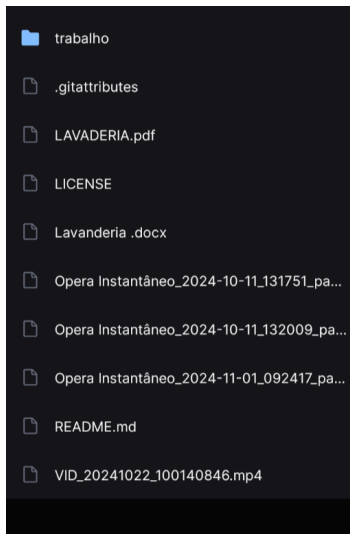 trabalho
.gitattributes
LAVADERIA.pdf
LICENSE
Lavanderia .docx
Opera Instantâneo_2024-10-11_131751_pa...
Opera Instantâneo_2024-10-11_132009_pa...
Opera Instantâneo_2024-11-01_092417_pa...
README.md
VID_20241022_100140846.mp4